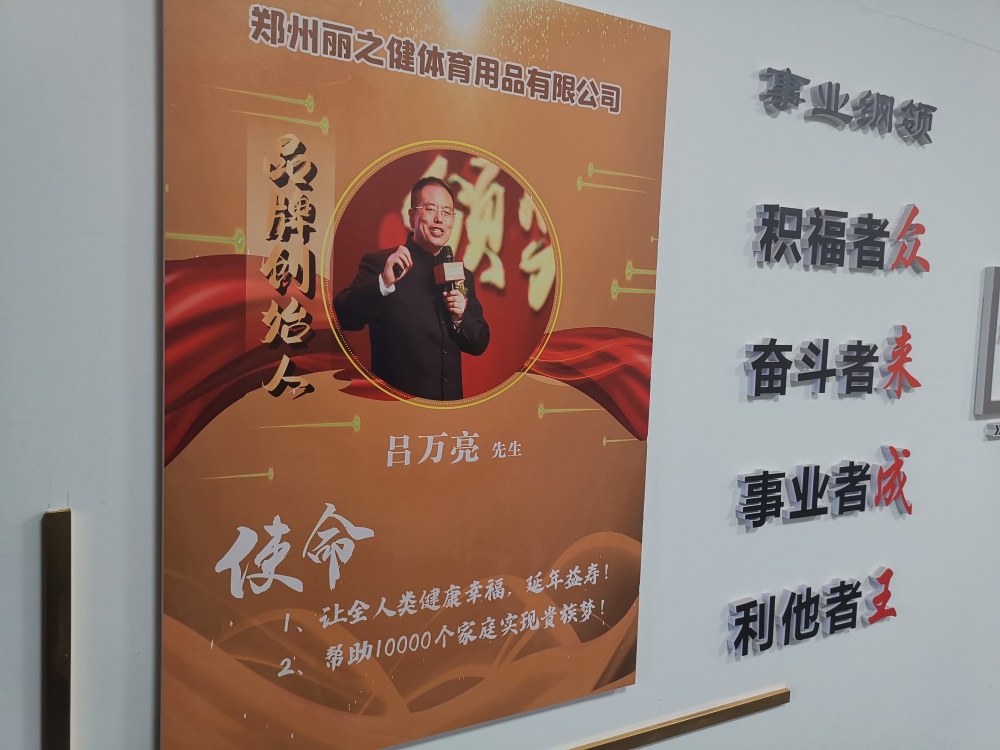 郑州丽之健体育用品有限公司
品牌创始人
吕万亮 先生
使命
1、让全人类健康幸福，延年益寿！
2、帮助10000个家庭实现貴族梦！
事业纲领
积福者众
奋斗者来
事业者成
利他者王